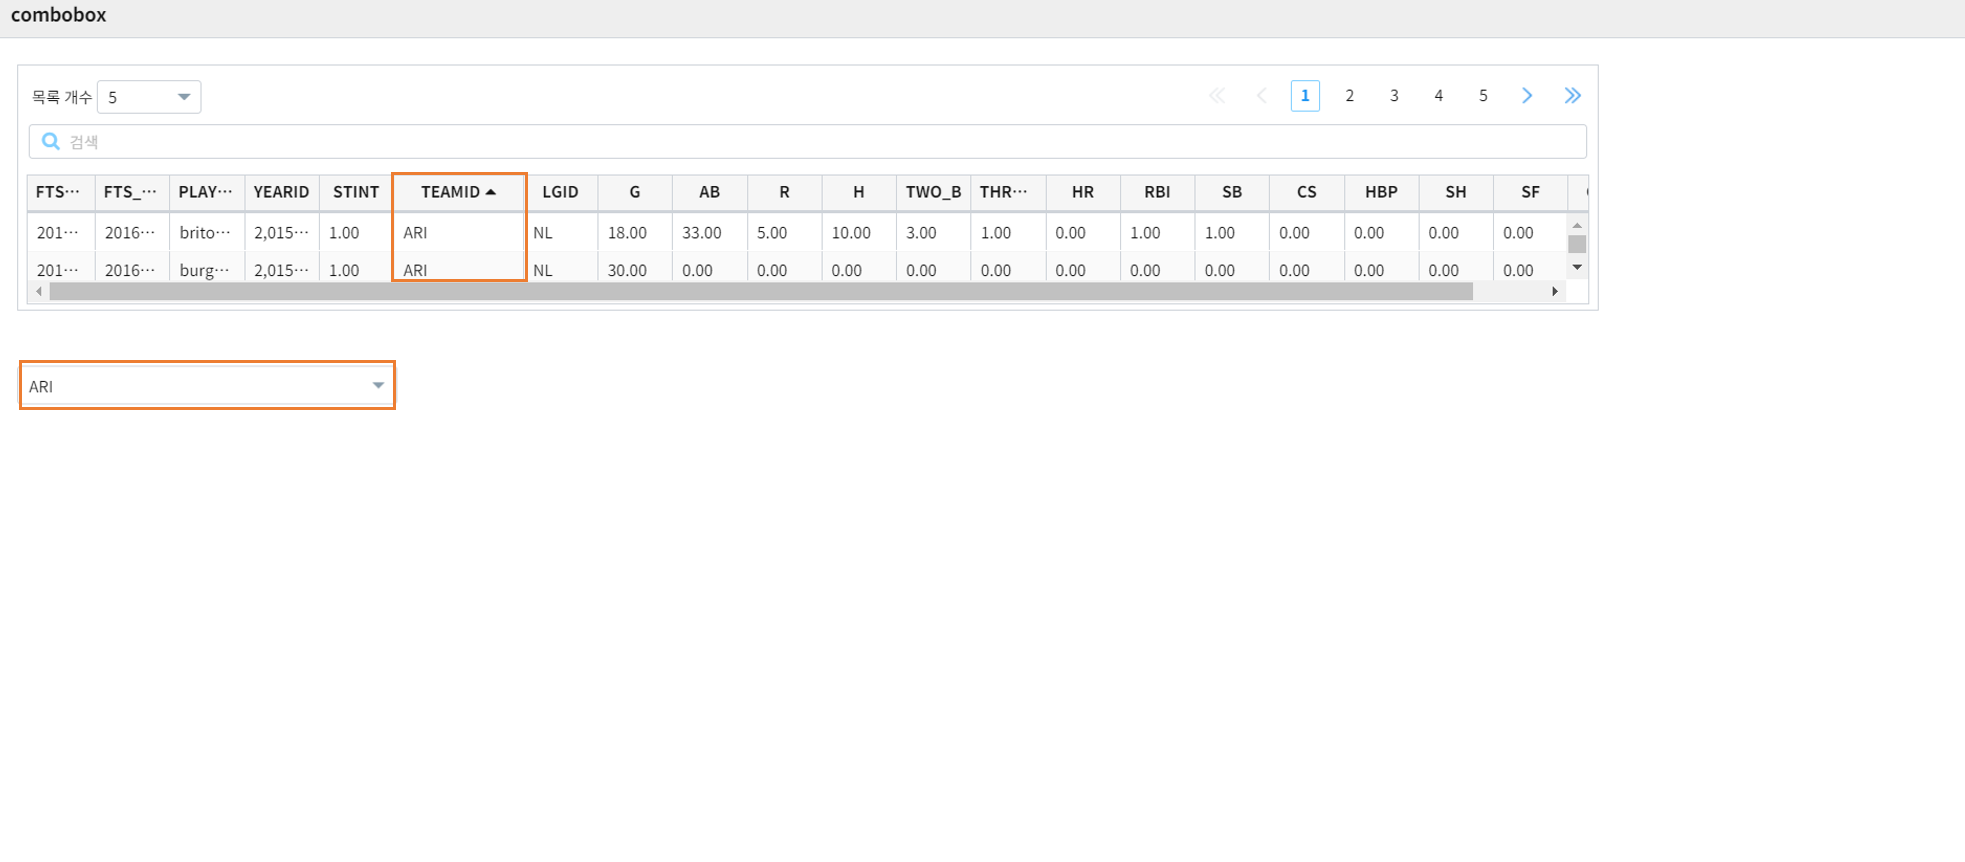 combobox
목록 개수 5 1 2 3 4 5
검색
FTS··· FTS_··· PLAY··· YEARID STINT TEAMID LGID G AB R H TWO_B THR··· HR RBI SB CS HBP SH SF
201··· 2016··· brito··· 2,015··· 1.00 ARI NL 18.00 33.00 5.00 10.00 3.00 1.00 0.00 1.00 1.00 0.00 0.00 0.00 0.00
201··· 2016··· burg··· 2,015··· 1.00 ARI NL 30.00 0.00 0.00 0.00 0.00 0.00 0.00 0.00 0.00 0.00 0.00 0.00 0.00
ARI